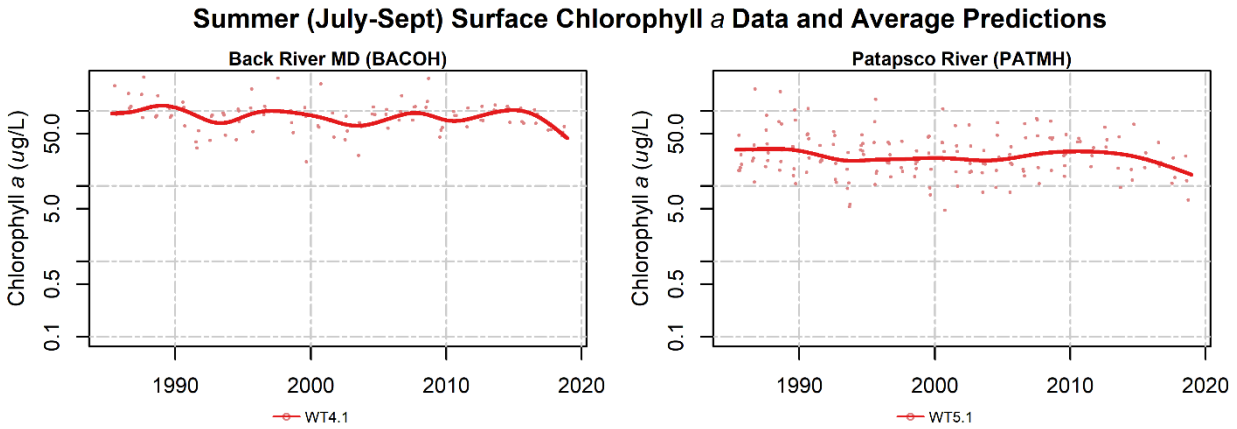 Summer (July-Sept) Surface Chlorophyll a Data and Average Predictions
Back River MD (BACOH)
Chlorophyll a (ug/L)
50.0
5.0
0.5
0.1
1990 2000 2010 2020
WT4.1
Patapsco River (PATMH)
Chlorophyll a (ug/L)
50.0
5.0
0.5
0.1
1990 2000 2010 2020
WT5.1